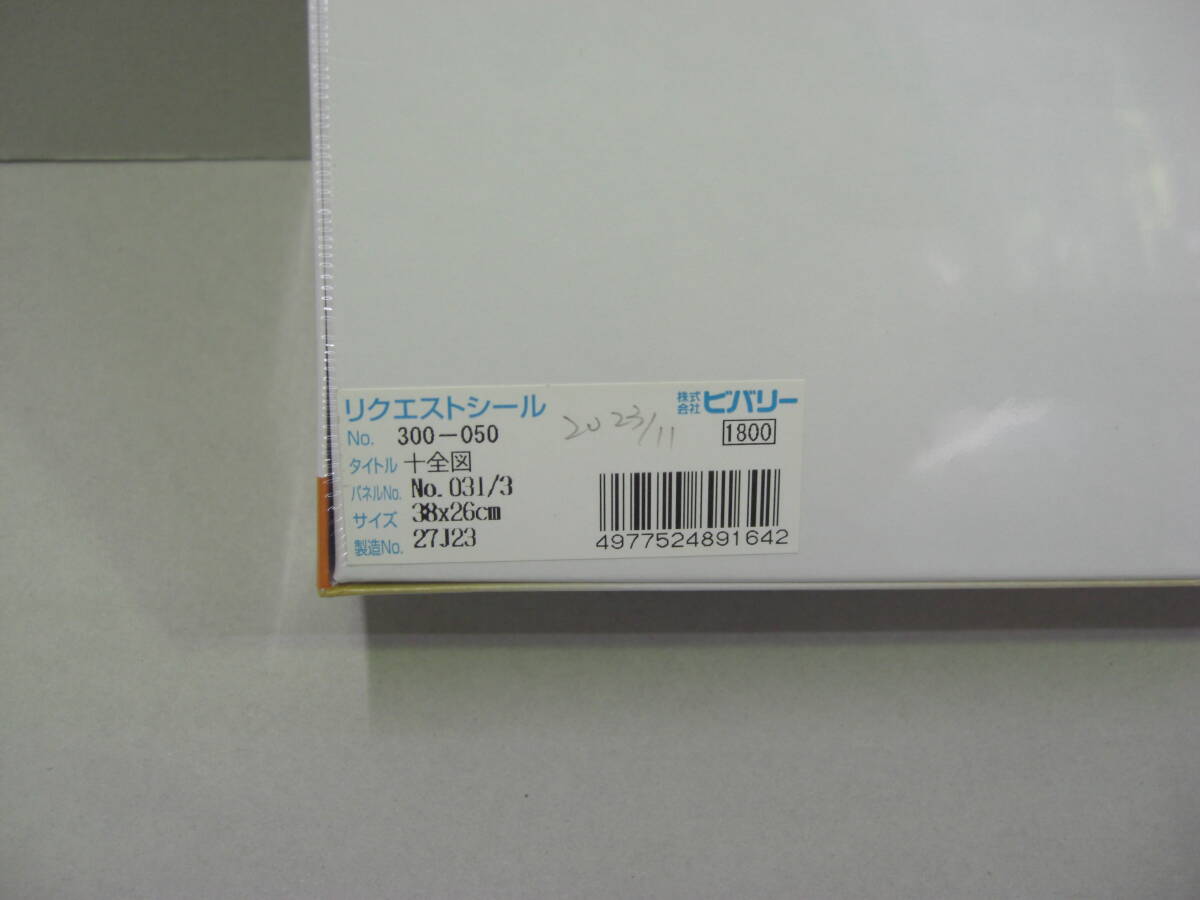 リクエストシール
株式会社 ビバリー
No. 300-050
2023/11
1800
タイトル 十全図
パネルNo. No.031/3
サイズ 38x26cm
製造No. 27J23
4977524891642